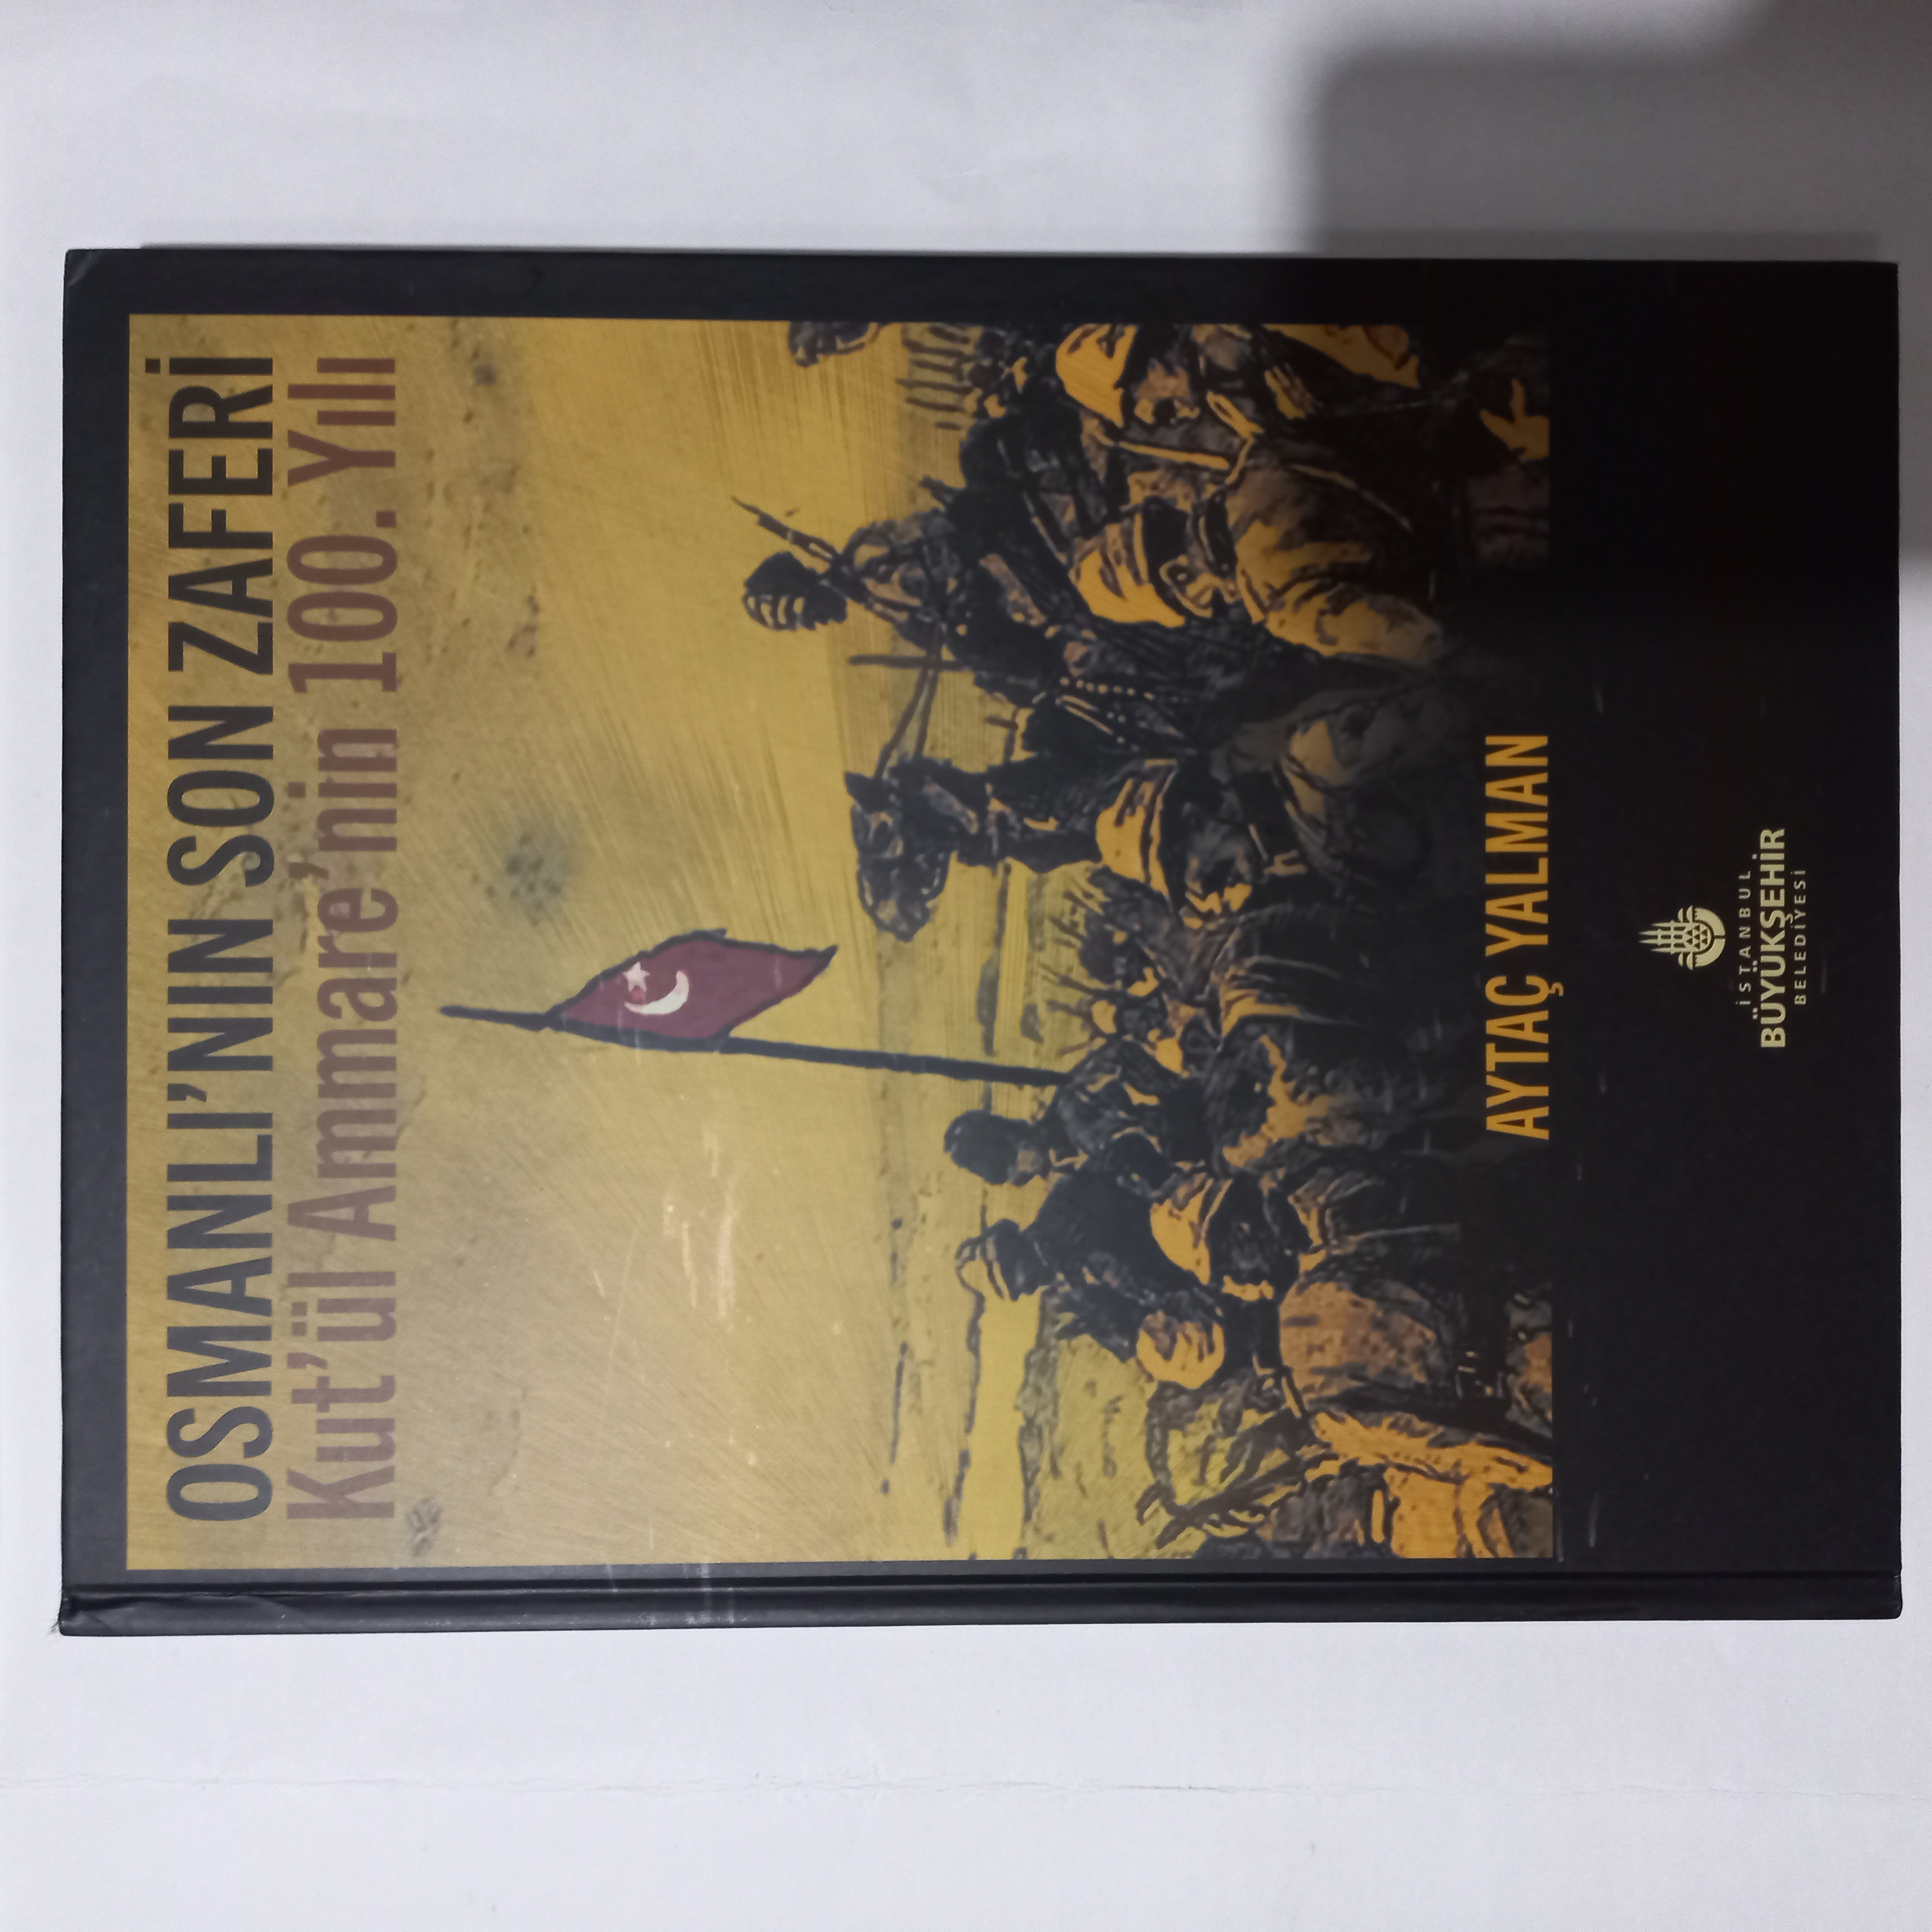 OSMANLI'NIN SON ZAFERİ
Kut'ül Ammare'nin 100. Yılı
AYTAÇ YALMAN
İSTANBUL
BÜYÜKŞEHİR
BELEDİYESİ